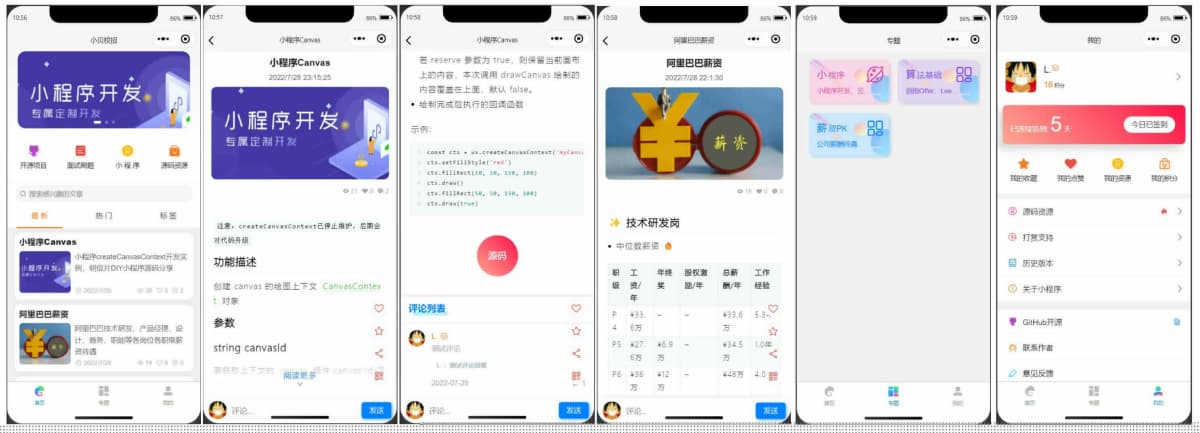 10:56
86%
小贝校招
小程序开发
专属定制开发
开源项目
面试刷题
小程序
源码资源
搜索感兴趣的文章
最新
热门
标签
小程序Canvas
小程序createCanvasContext开发实
例，明信片DIY小程序源码分享
2022/7/28
阿里巴巴薪资
阿里巴巴技术研发、产品经理、设
计、商务、职能等各岗位各职级薪
资待遇
2022/7/28
首页
专题
我的
10:57
86%
小程序Canvas
小程序Canvas
2022/7/28 23:15:25
小程序开发
专属定制开发
注意：createCanvasContext已停止维护，后期会
对代码升级
功能描述
创建 canvas 的绘图上下文 CanvasContex
t 对象
参数
string canvasId
阅读更多
评论...
发送
10:58
86%
小程序Canvas
若 reserve 参数为 true，则保留当前画布
上的内容，本次调用 drawCanvas 绘制的
内容覆盖在上面，默认 false。
绘制完成后执行的回调函数
示例：
const ctx = wx.createCanvasContext('myCanv
ctx.setFillStyle('red')
ctx.fillRect(10, 10, 150, 100)
ctx.draw()
ctx.fillRect(50, 50, 150, 100)
ctx.draw(true)
源码
评论列表
L.
测试评论
L.：测试评论回复
2022-07-28
1
评论...
发送
10:58
86%
阿里巴巴薪资
阿里巴巴薪资
2022/7/28 22:1:30
薪资
✨ 技术研发岗
中位数薪资 🔥
职级 工资/年 年终奖 股权激励/年 总薪酬/年 工作经验
P4 ¥33.6万 – – ¥33.6万
P5 ¥27.6万 ¥6.9万 – ¥34.5万 1.0年
P6 ¥36万 ¥12万 – ¥48万 4.0
评论...
发送
10:59
86%
专题
小程序
小程序开发、云.
算法基础
剑指Offer、Lee
薪资PK
公司薪酬待遇
首页
专题
我的
10:59
86%
我的
L.
16积分
已连续签到 5 天
今日已签到
我的收藏
我的点赞
我的资源
我的积分
源码资源
打赏支持
历史版本
关于小程序
GitHub开源
联系作者
意见反馈
首页
专题
我的